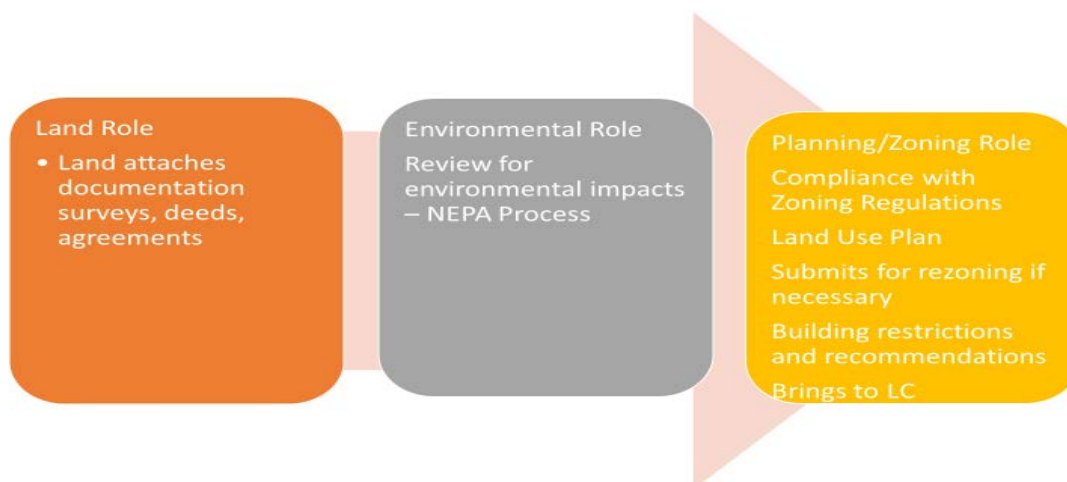 Land Role
• Land attaches
documentation
surveys, deeds,
agreements
Environmental Role
Review for
environmental impacts
– NEPA Process
Planning/Zoning Role
Compliance with
Zoning Regulations
Land Use Plan
Submits for rezoning if
necessary
Building restrictions
and recommendations
Brings to LC